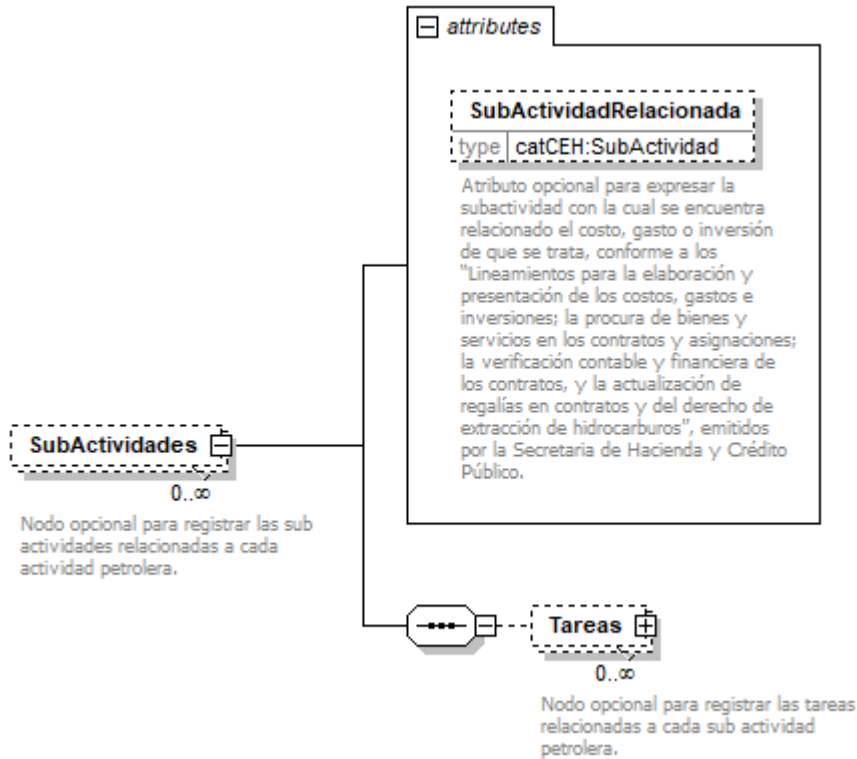 attributes
SubActividadRelacionada
type catCEH:SubActividad
Atributo opcional para expresar la
subactividad con la cual se encuentra
relacionado el costo, gasto o inversión
de que se trata, conforme a los
"Lineamientos para la elaboración y
presentación de los costos, gastos e
inversiones; la procura de bienes y
servicios en los contratos y asignaciones;
la verificación contable y financiera de
los contratos, y la actualización de
regalías en contratos y del derecho de
extracción de hidrocarburos", emitidos
por la Secretaria de Hacienda y Crédito
Público.
SubActividades
0..∞
Nodo opcional para registrar las sub
actividades relacionadas a cada
actividad petrolera.
Tareas
0..∞
Nodo opcional para registrar las tareas
relacionadas a cada sub actividad
petrolera.